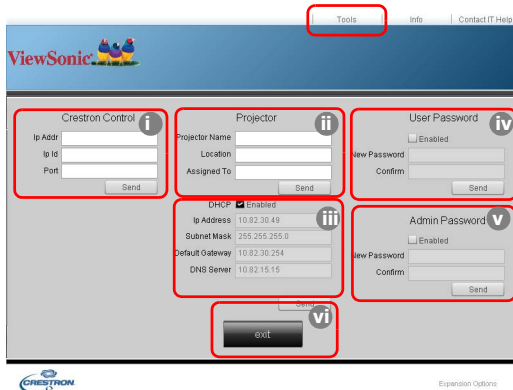 Tools Info Contact IT Help
ViewSonic
Crestron Control i
Ip Addr
Ip Id
Port
Send
Projector ii
Projector Name
Location
Assigned To
Send
DHCP Enabled iii
Ip Address 10.82.30.49
Subnet Mask 255.255.255.0
Default Gateway 10.82.30.254
DNS Server 10.82.15.15
Send
User Password iv
Enabled
New Password
Confirm
Send
Admin Password v
Enabled
New Password
Confirm
Send
vi
exit
CRESTRON
Expansion Options